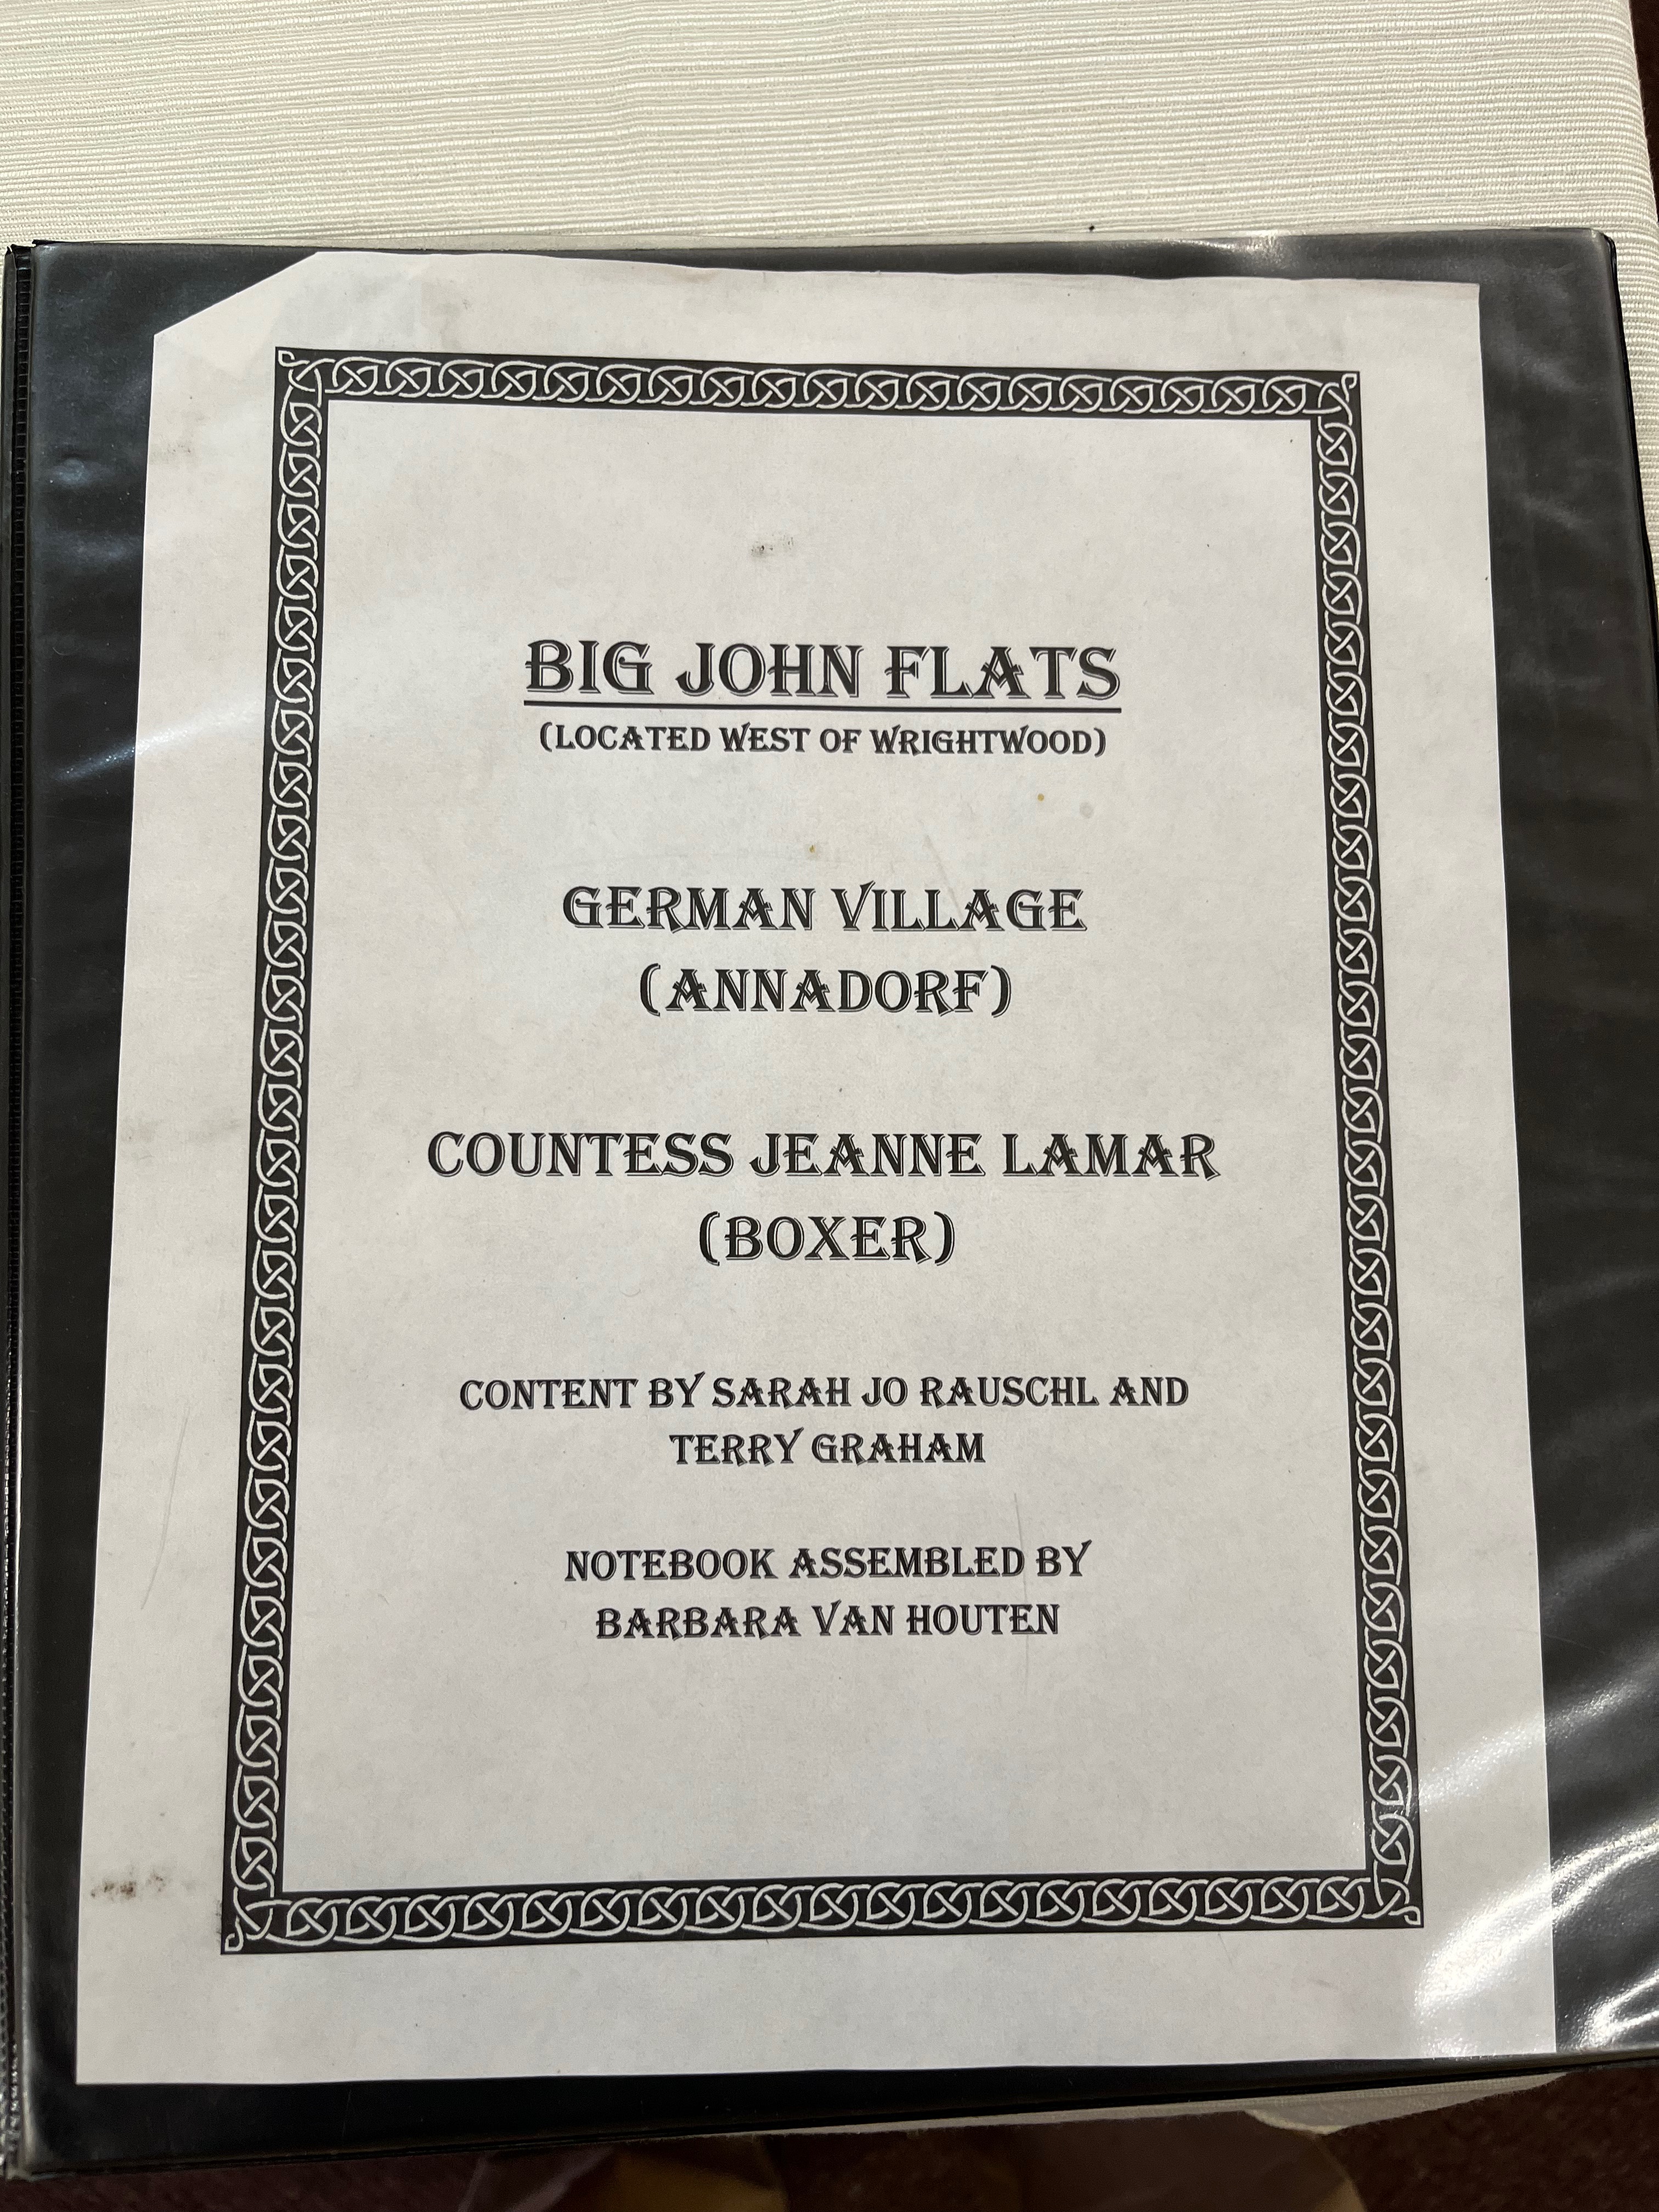 BIG JOHN FLATS
(LOCATED WEST OF WRIGHTWOOD)
GERMAN VILLAGE
(ANNADORF)
COUNTESS JEANNE LAMAR
(BOXER)
CONTENT BY SARAH JO RAUSCHL AND
TERRY GRAHAM
NOTEBOOK ASSEMBLED BY
BARBARA VAN HOUTEN